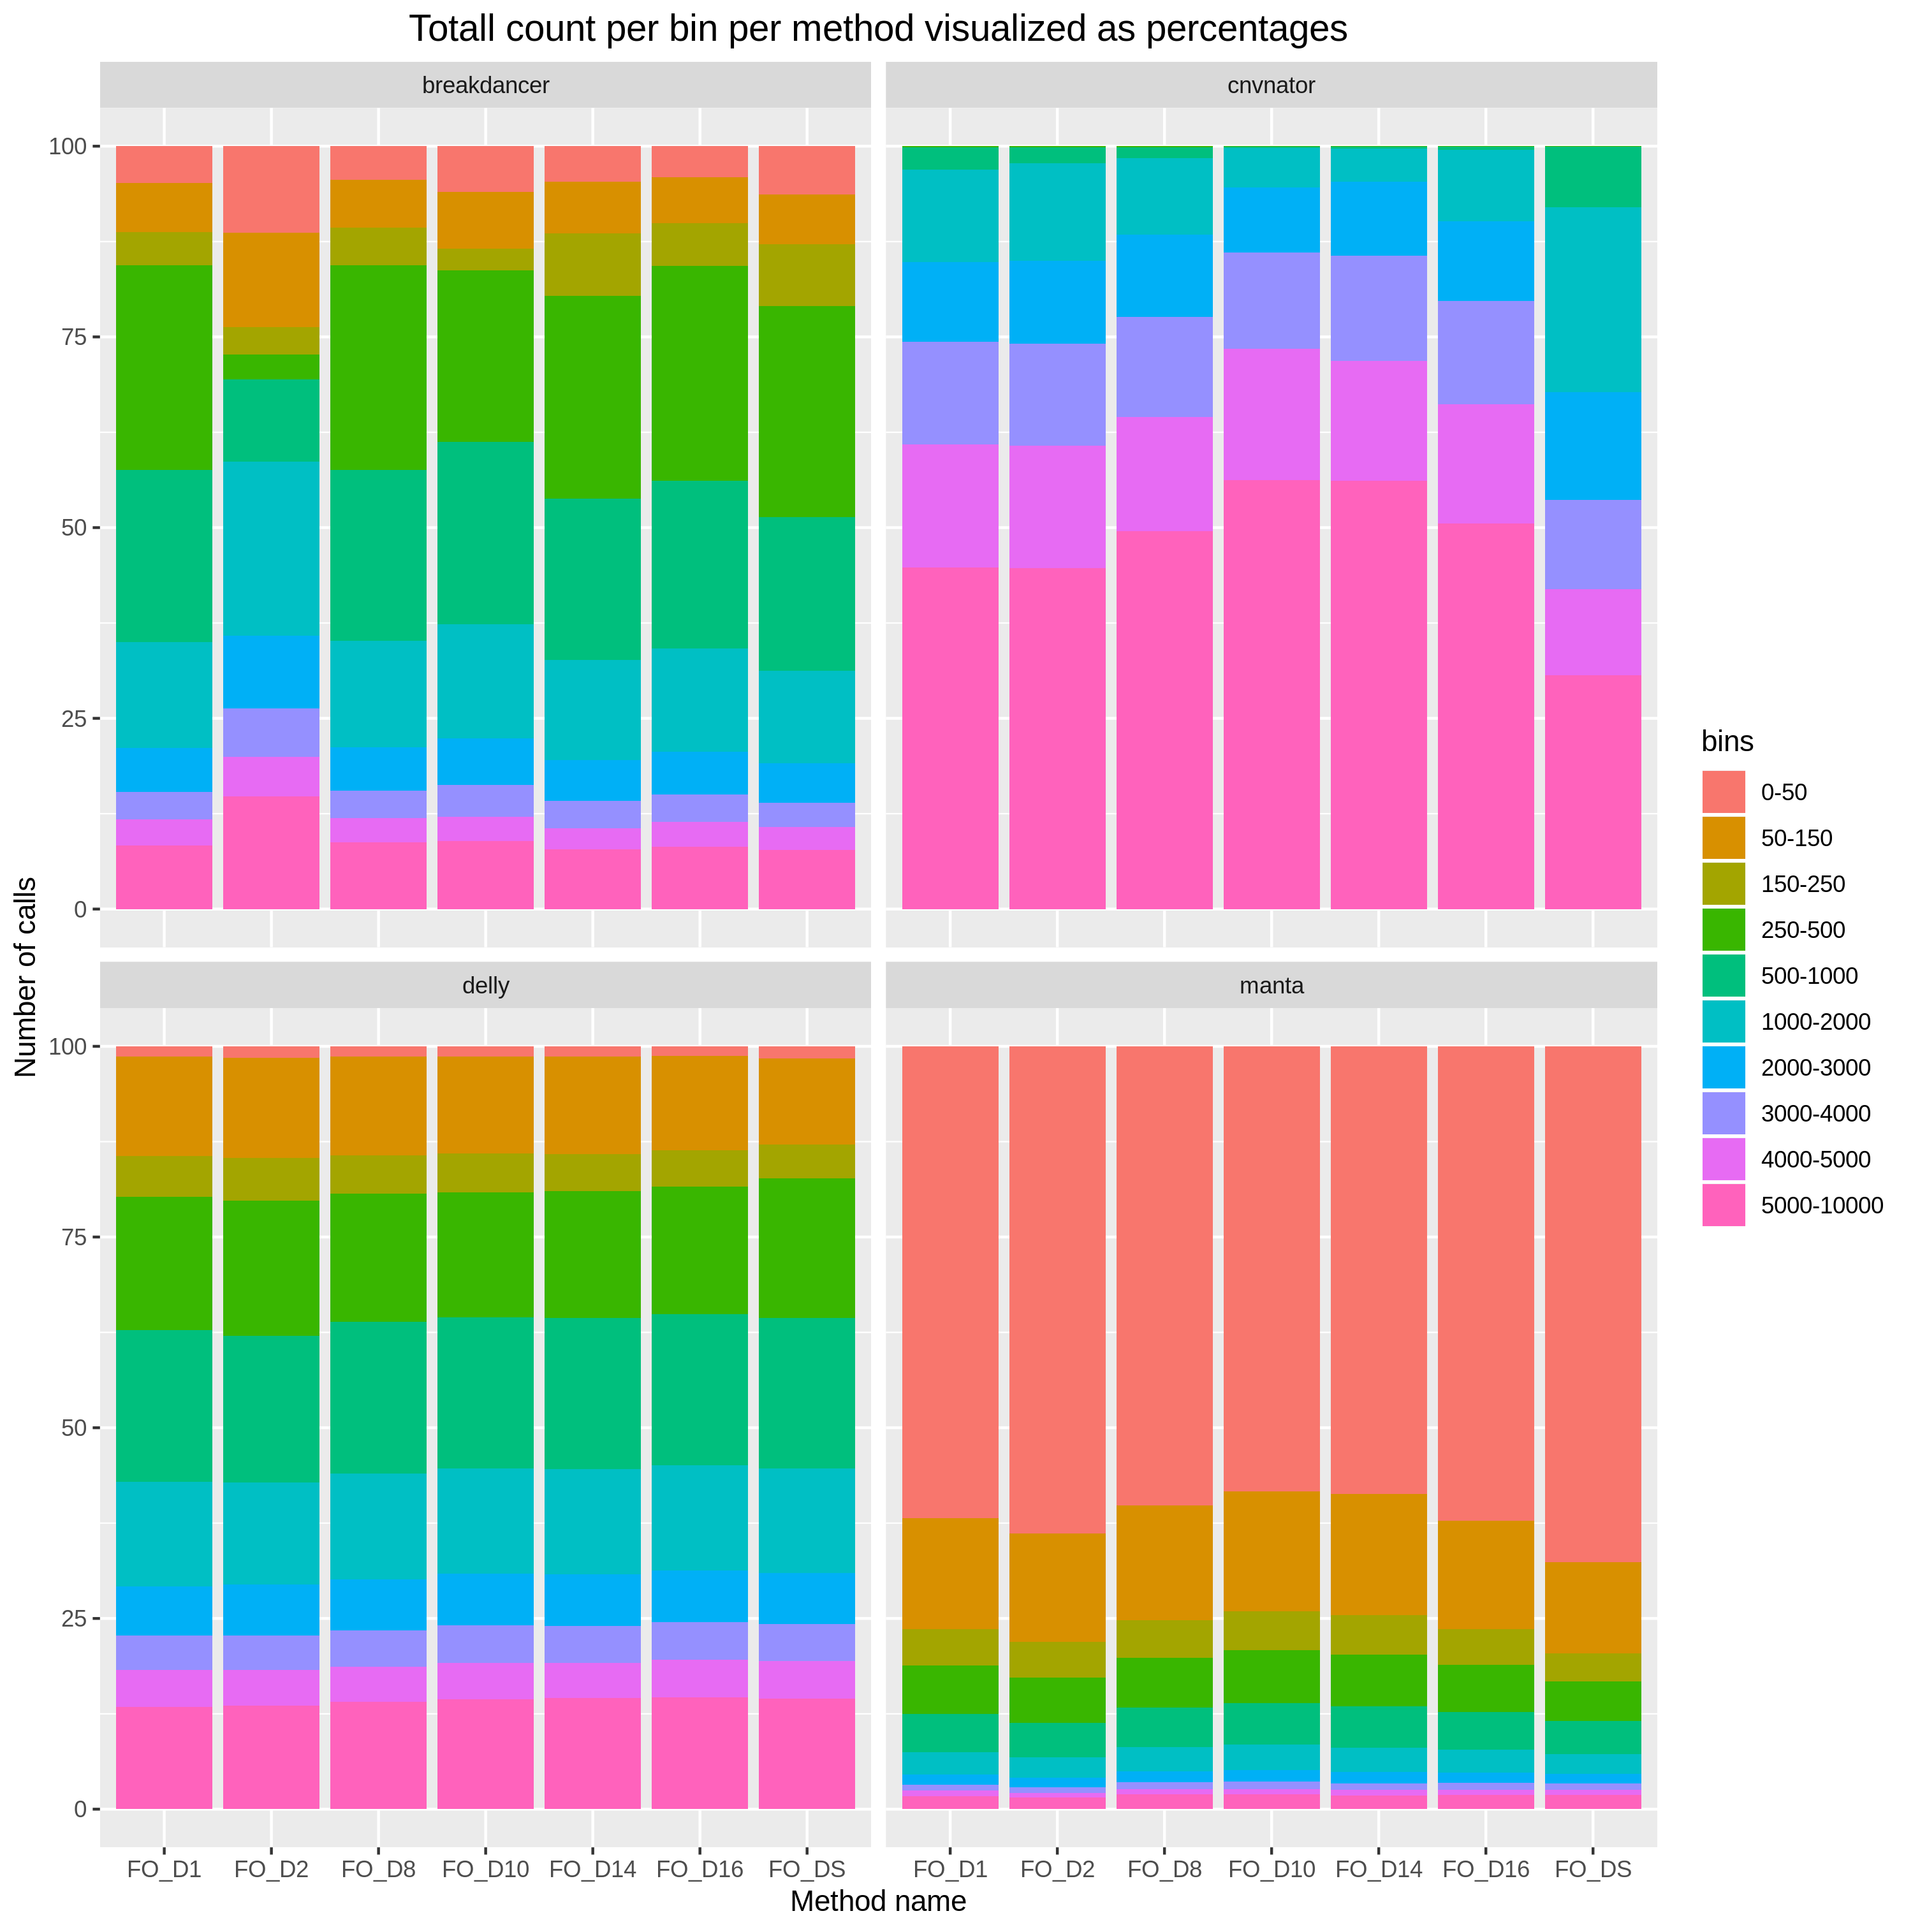 Totall count per bin per method visualized as percentages
breakdancer
cnvnator
100
75
50
25
0
delly
manta
100
75
50
25
0
Number of calls
FO_D1 FO_D2 FO_D8 FO_D10 FO_D14 FO_D16 FO_DS
FO_D1 FO_D2 FO_D8 FO_D10 FO_D14 FO_D16 FO_DS
Method name
bins
0-50
50-150
150-250
250-500
500-1000
1000-2000
2000-3000
3000-4000
4000-5000
5000-10000